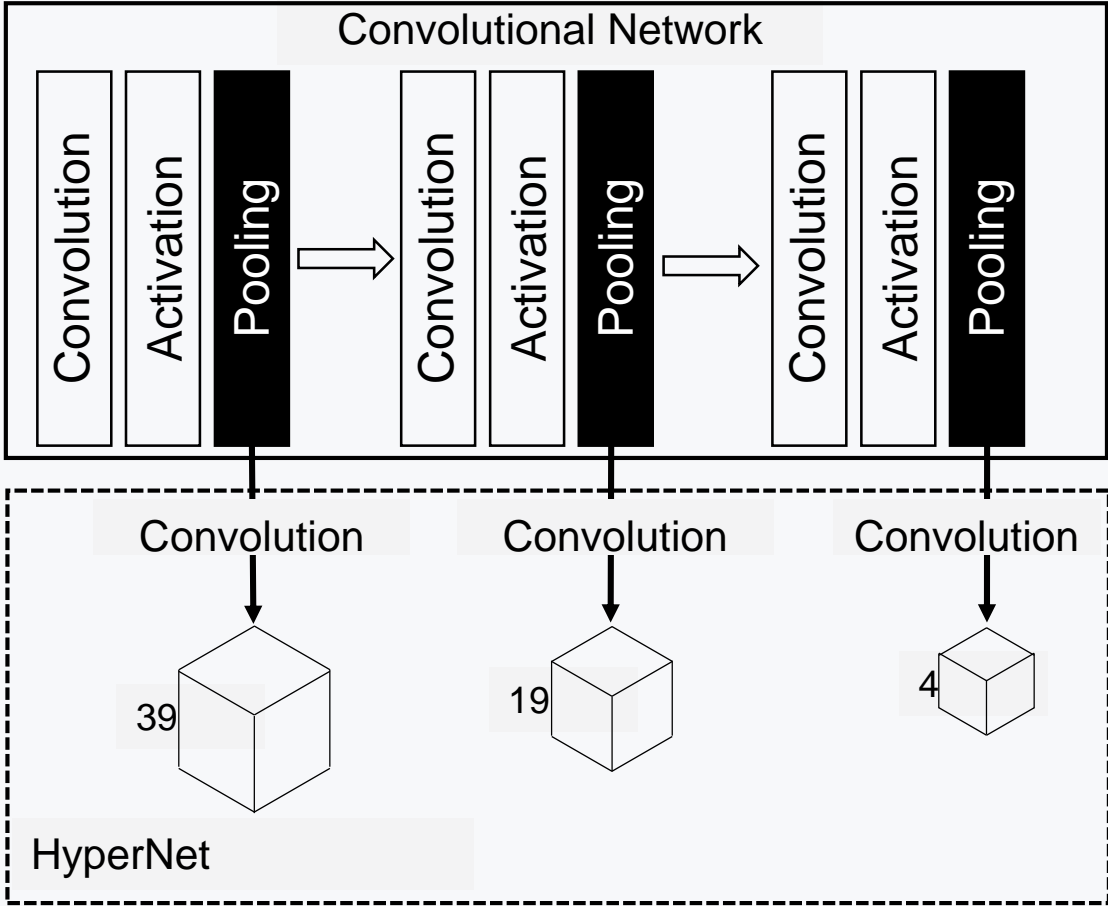 Convolutional Network
Convolution
Activation
Pooling
Convolution
Activation
Pooling
Convolution
Activation
Pooling
Convolution
Convolution
Convolution
39
19
4
HyperNet